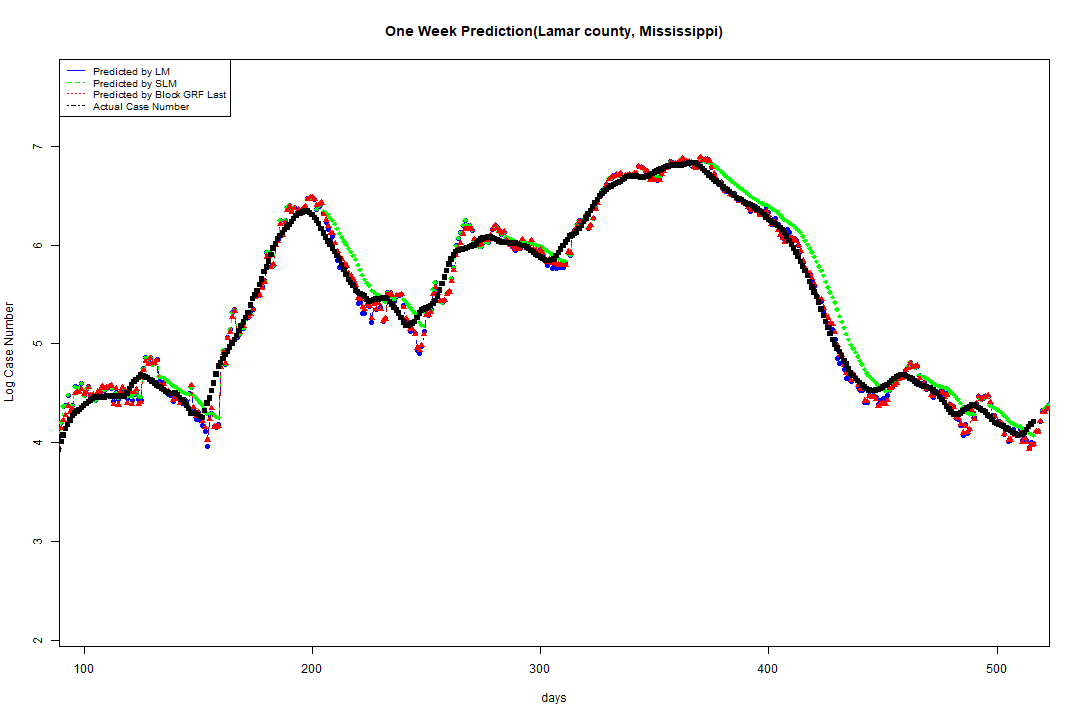 One Week Prediction(Lamar county, Mississippi)
Predicted by LM
Predicted by SLM
Predicted by Block GRF Last
Actual Case Number
Log Case Number
7
6
5
4
3
2
100 200 300 400 500
days